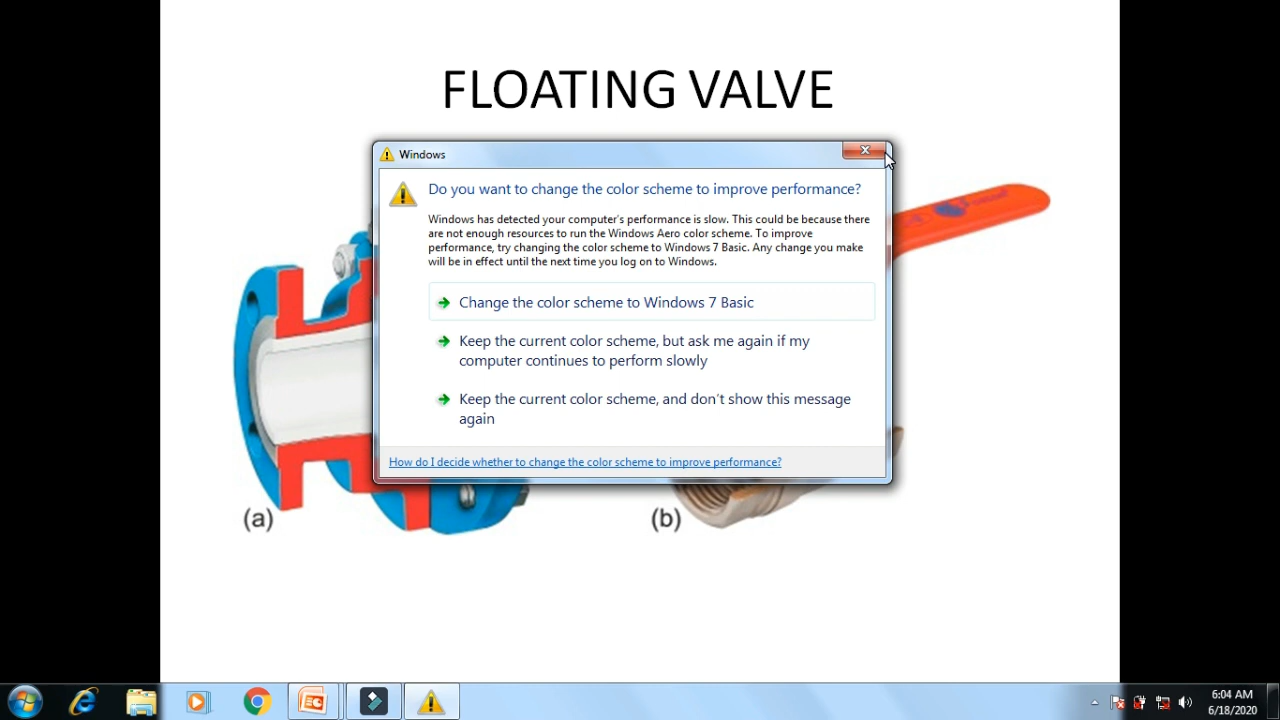 FLOATING VALVE
Windows
Do you want to change the color scheme to improve performance?
Windows has detected your computer's performance is slow. This could be because there
are not enough resources to run the Windows Aero color scheme. To improve
performance, try changing the color scheme to Windows 7 Basic. Any change you make
will be in effect until the next time you log on to Windows.
Change the color scheme to Windows 7 Basic
Keep the current color scheme, but ask me again if my
computer continues to perform slowly
Keep the current color scheme, and don't show this message
again
How do I decide whether to change the color scheme to improve performance?
(a)
(b)
6:04 AM
6/18/2020